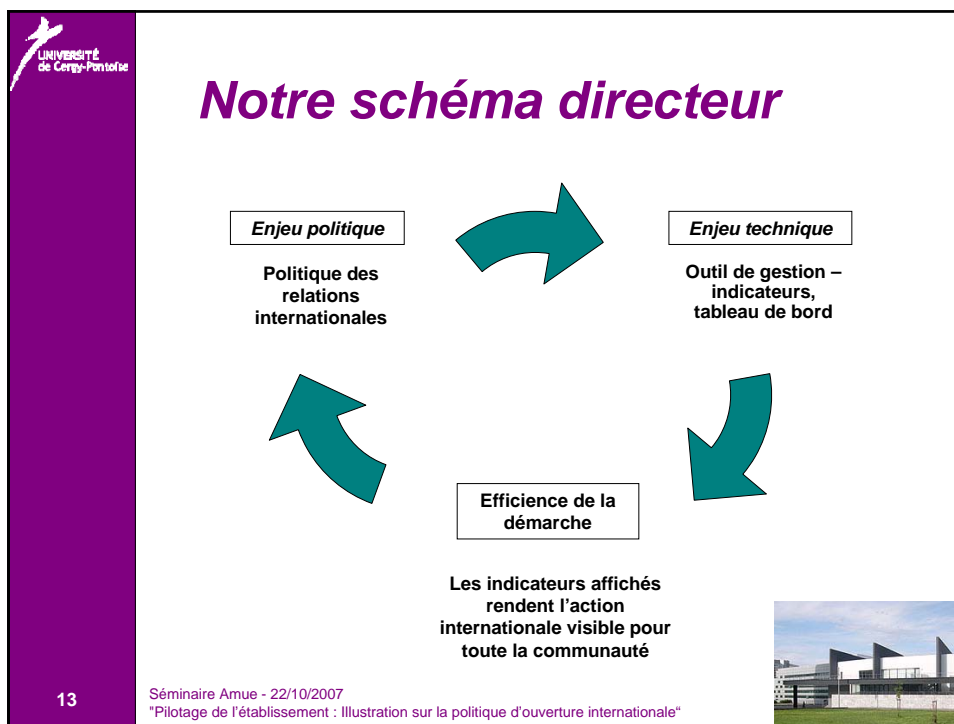 UNIVERSITÉ
de Cergy-Pontoise
Notre schéma directeur
Enjeu politique
Politique des
relations
internationales
Enjeu technique
Outil de gestion –
indicateurs,
tableau de bord
Efficience de la
démarche
Les indicateurs affichés
rendent l’action
internationale visible pour
toute la communauté
13
Séminaire Amue - 22/10/2007
"Pilotage de l’établissement : Illustration sur la politique d’ouverture internationale“